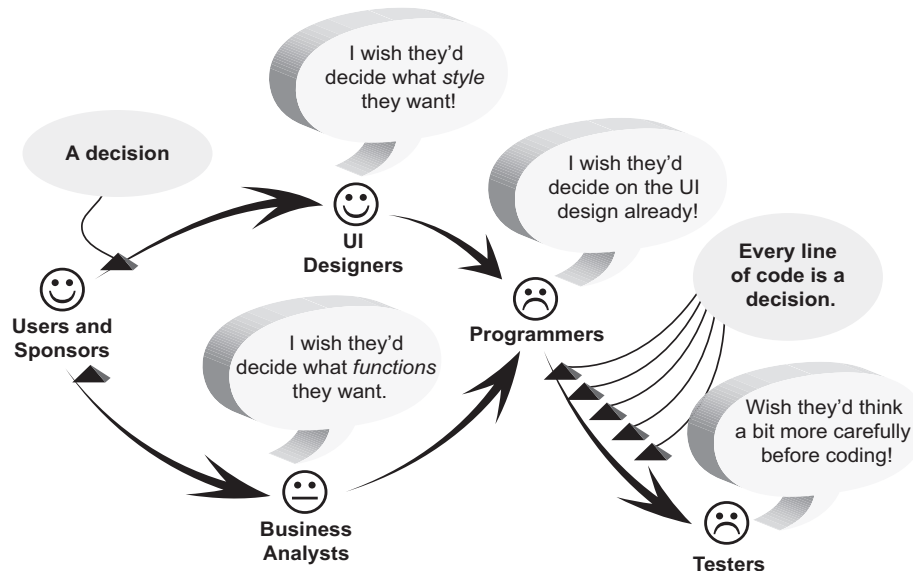 I wish they'd
decide what style
they want!
A decision
I wish they'd
decide on the UI
design already!
UI
Designers
Every line
of code is a
decision.
Users and
Sponsors
Programmers
I wish they'd
decide what functions
they want.
Wish they'd think
a bit more carefully
before coding!
Business
Analysts
Testers